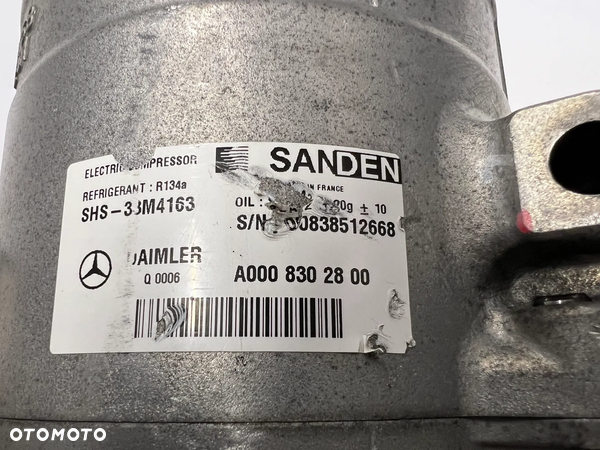 ELECTRIC COMPRESSOR
SANDEN
REFRIGERANT : R134a
IN FRANCE
SHS-33M4163
OIL : ± 10
S/N 00838512668
DAIMLER
Q 0006
A000 830 28 00
OTOMOTO
OTOMOTO